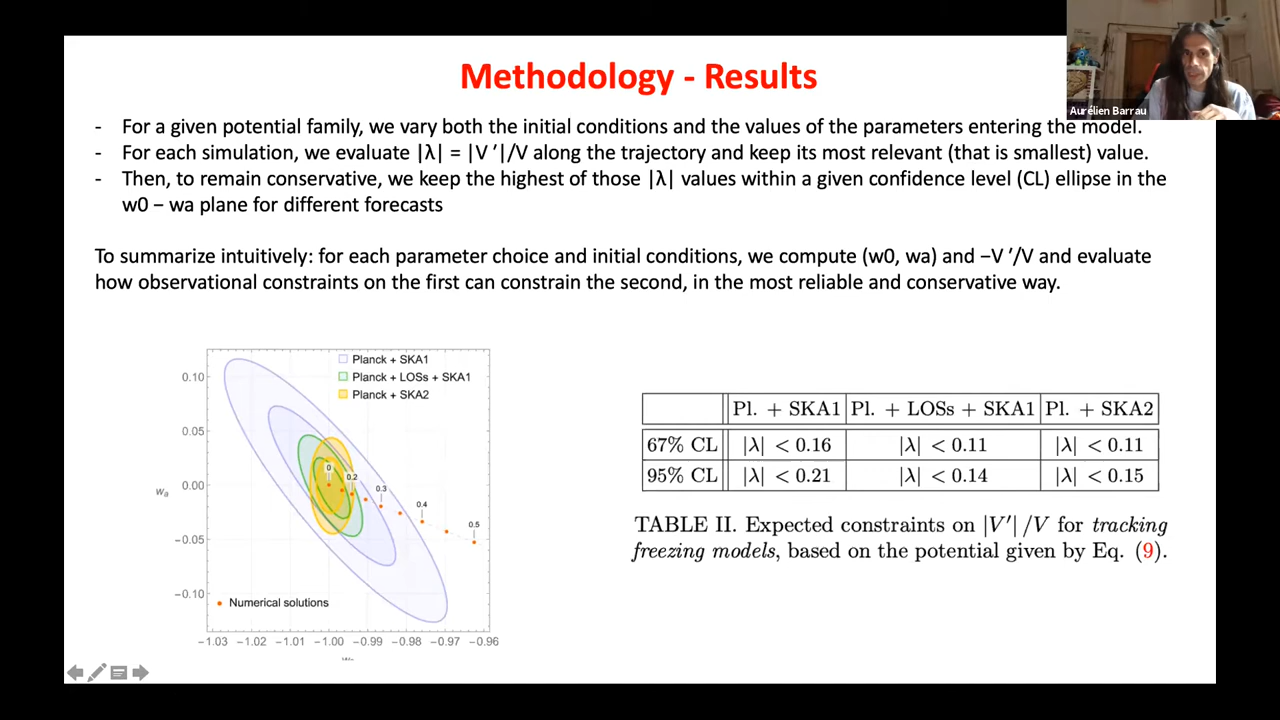 Methodology - Results
Aurélien Barrau
- For a given potential family, we vary both the initial conditions and the values of the parameters entering the model.
- For each simulation, we evaluate |λ| = |V ′|/V along the trajectory and keep its most relevant (that is smallest) value.
- Then, to remain conservative, we keep the highest of those |λ| values within a given confidence level (CL) ellipse in the
w0 − wa plane for different forecasts
To summarize intuitively: for each parameter choice and initial conditions, we compute (w0, wa) and −V ′/V and evaluate
how observational constraints on the first can constrain the second, in the most reliable and conservative way.
Planck + SKA1
Planck + LOSs + SKA1
Planck + SKA2
0.10
0.05
0.00
−0.05
−0.10
wa
0
0.2
0.3
0.4
0.5
Numerical solutions
−1.03 −1.02 −1.01 −1.00 −0.99 −0.98 −0.97 −0.96
Pl. + SKA1 Pl. + LOSs + SKA1 Pl. + SKA2
67% CL |λ| < 0.16 |λ| < 0.11 |λ| < 0.11
95% CL |λ| < 0.21 |λ| < 0.14 |λ| < 0.15
TABLE II. Expected constraints on |V′| /V for tracking
freezing models, based on the potential given by Eq. (9).